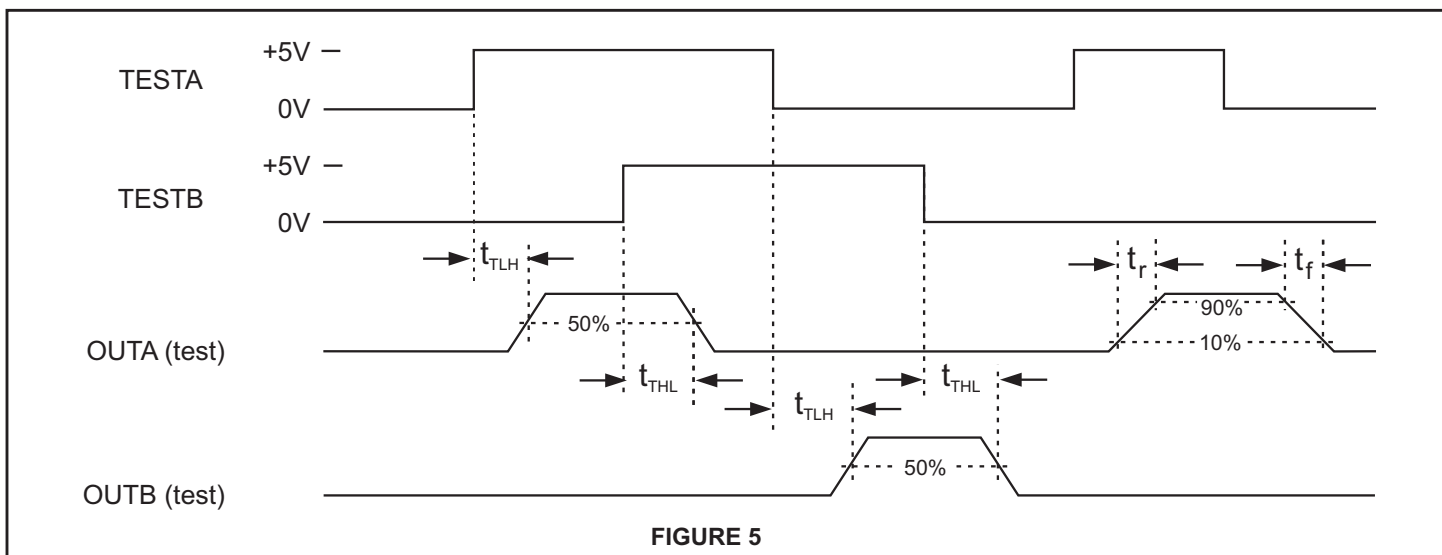 +5V
TESTA
0V
+5V
TESTB
0V
tTLH
tr
tf
90%
50%
OUTA (test)
10%
tTHL
tTLH
tTHL
50%
OUTB (test)
FIGURE 5